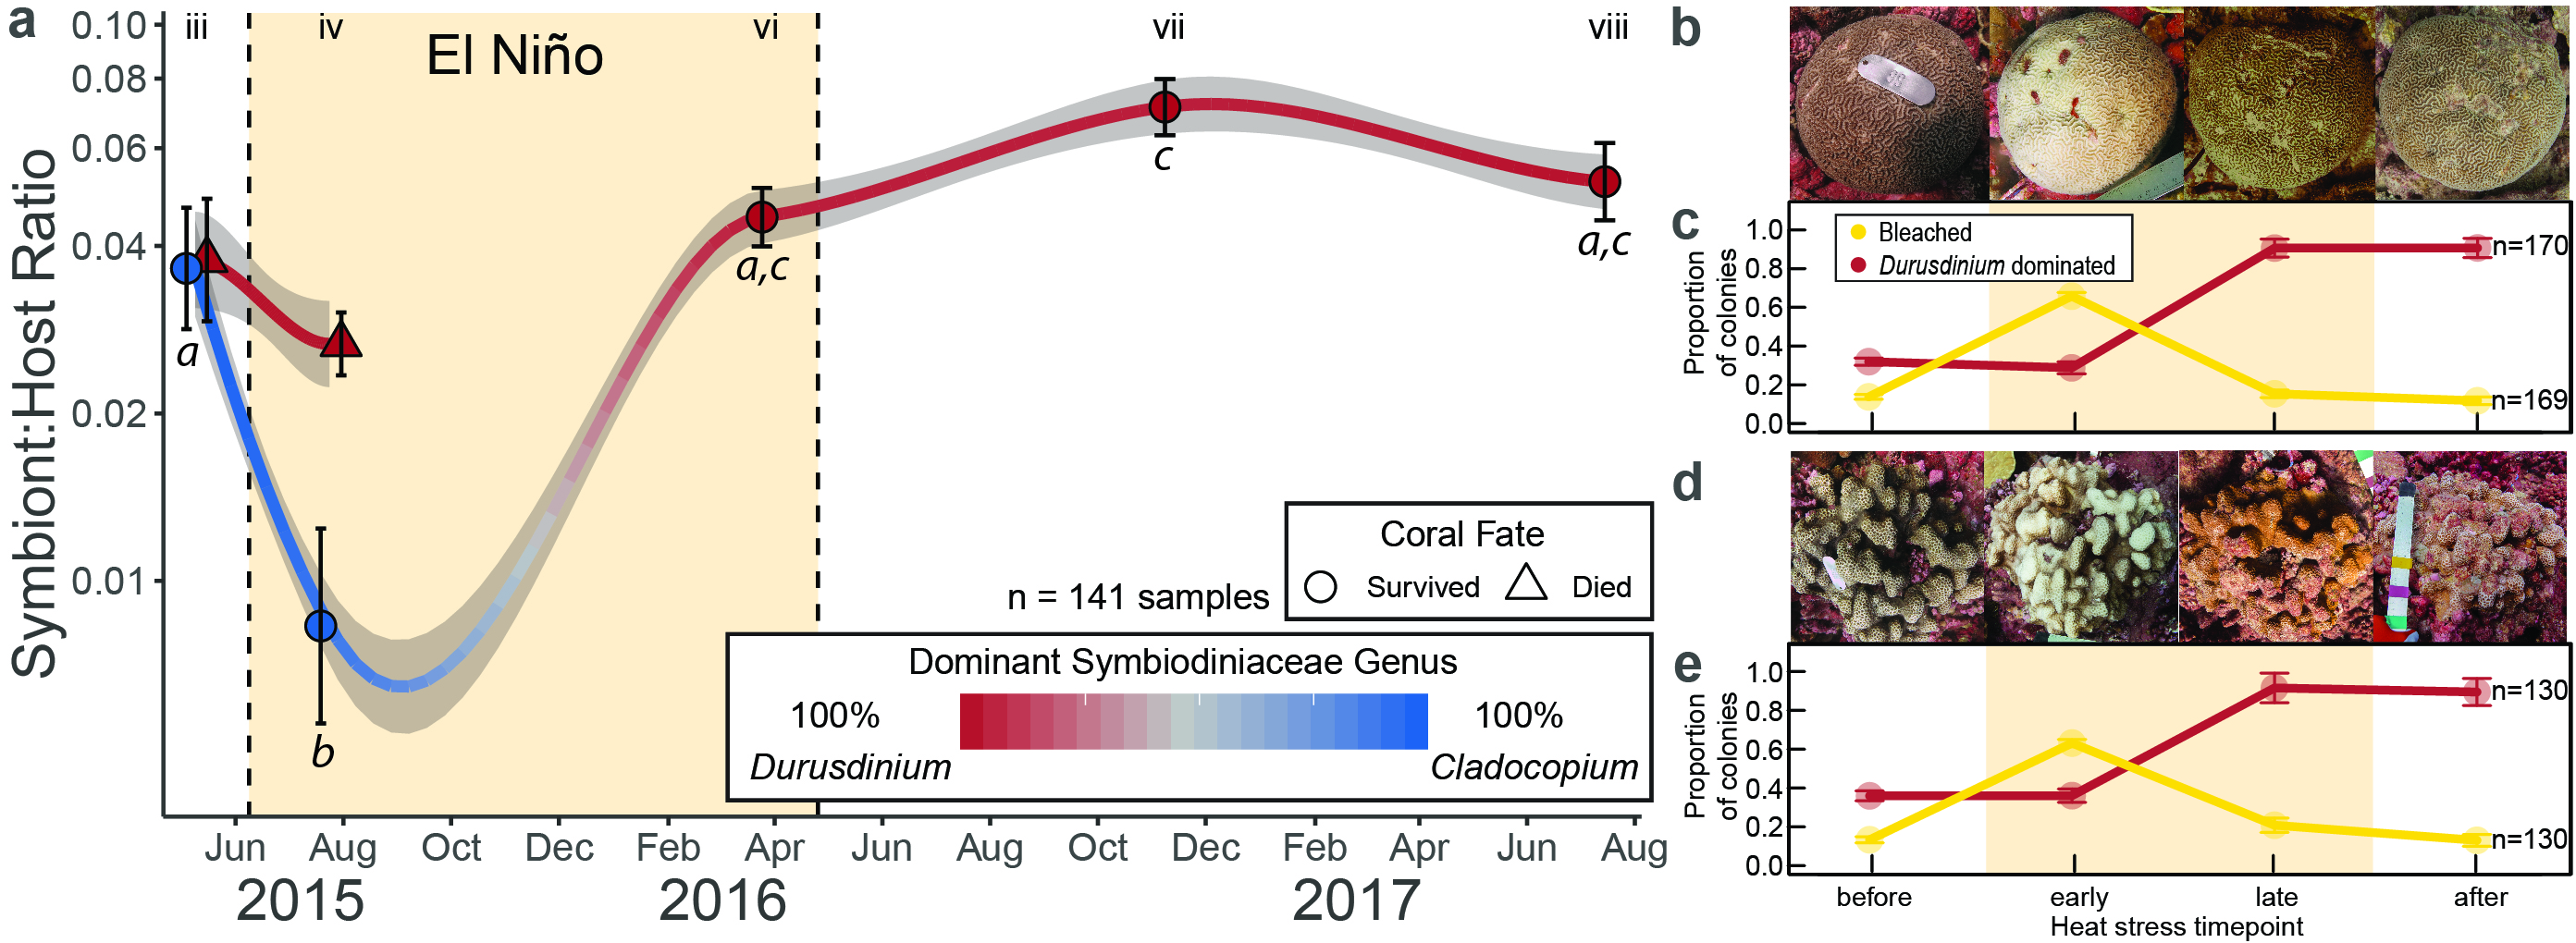 a
iii
iv
vi
vii
viii
El Niño
0.10
0.08
0.06
0.04
0.02
0.01
Symbiont:Host Ratio
a
b
a,c
c
a,c
n = 141 samples
Coral Fate
Survived
Died
Dominant Symbiodiniaceae Genus
100%
Durusdinium
100%
Cladocopium
Jun
Aug
Oct
Dec
Feb
Apr
Jun
Aug
Oct
Dec
Feb
Apr
Jun
Aug
2015
2016
2017
b
c
Proportion
of colonies
1.0
0.8
0.6
0.4
0.2
0.0
Bleached
Durusdinium dominated
n=170
n=169
d
e
Proportion
of colonies
1.0
0.8
0.6
0.4
0.2
0.0
n=130
n=130
before
early
late
after
Heat stress timepoint